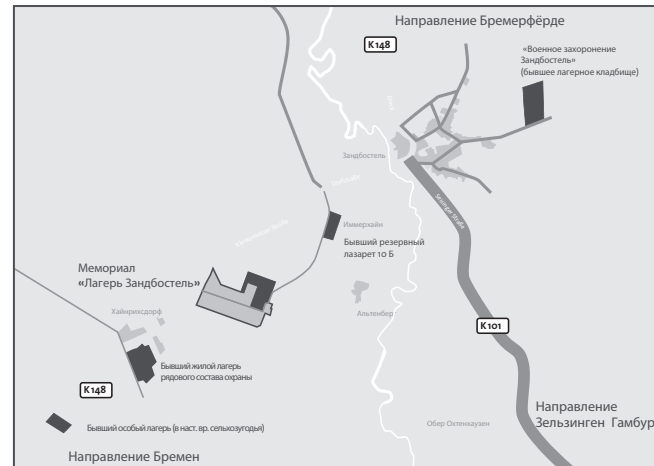 Направление Бремерфёрде
K148
«Военное захоронение
Зандбостель»
(бывшее лагерное кладбище)
Зандбостель
Иммерхайн
Бывший резервный
лазарет 10 Б
Мемориал
«Лагерь Зандбостель»
Хайнрихсдорф
Альтенберг
K101
Бывший жилой лагерь
рядового состава охраны
K148
Направление
Зельзинген Гамбур
Бывший особый лагерь (в наст. вр. сельхозугодья)
Обер Охтенхаузен
Направление Бремен